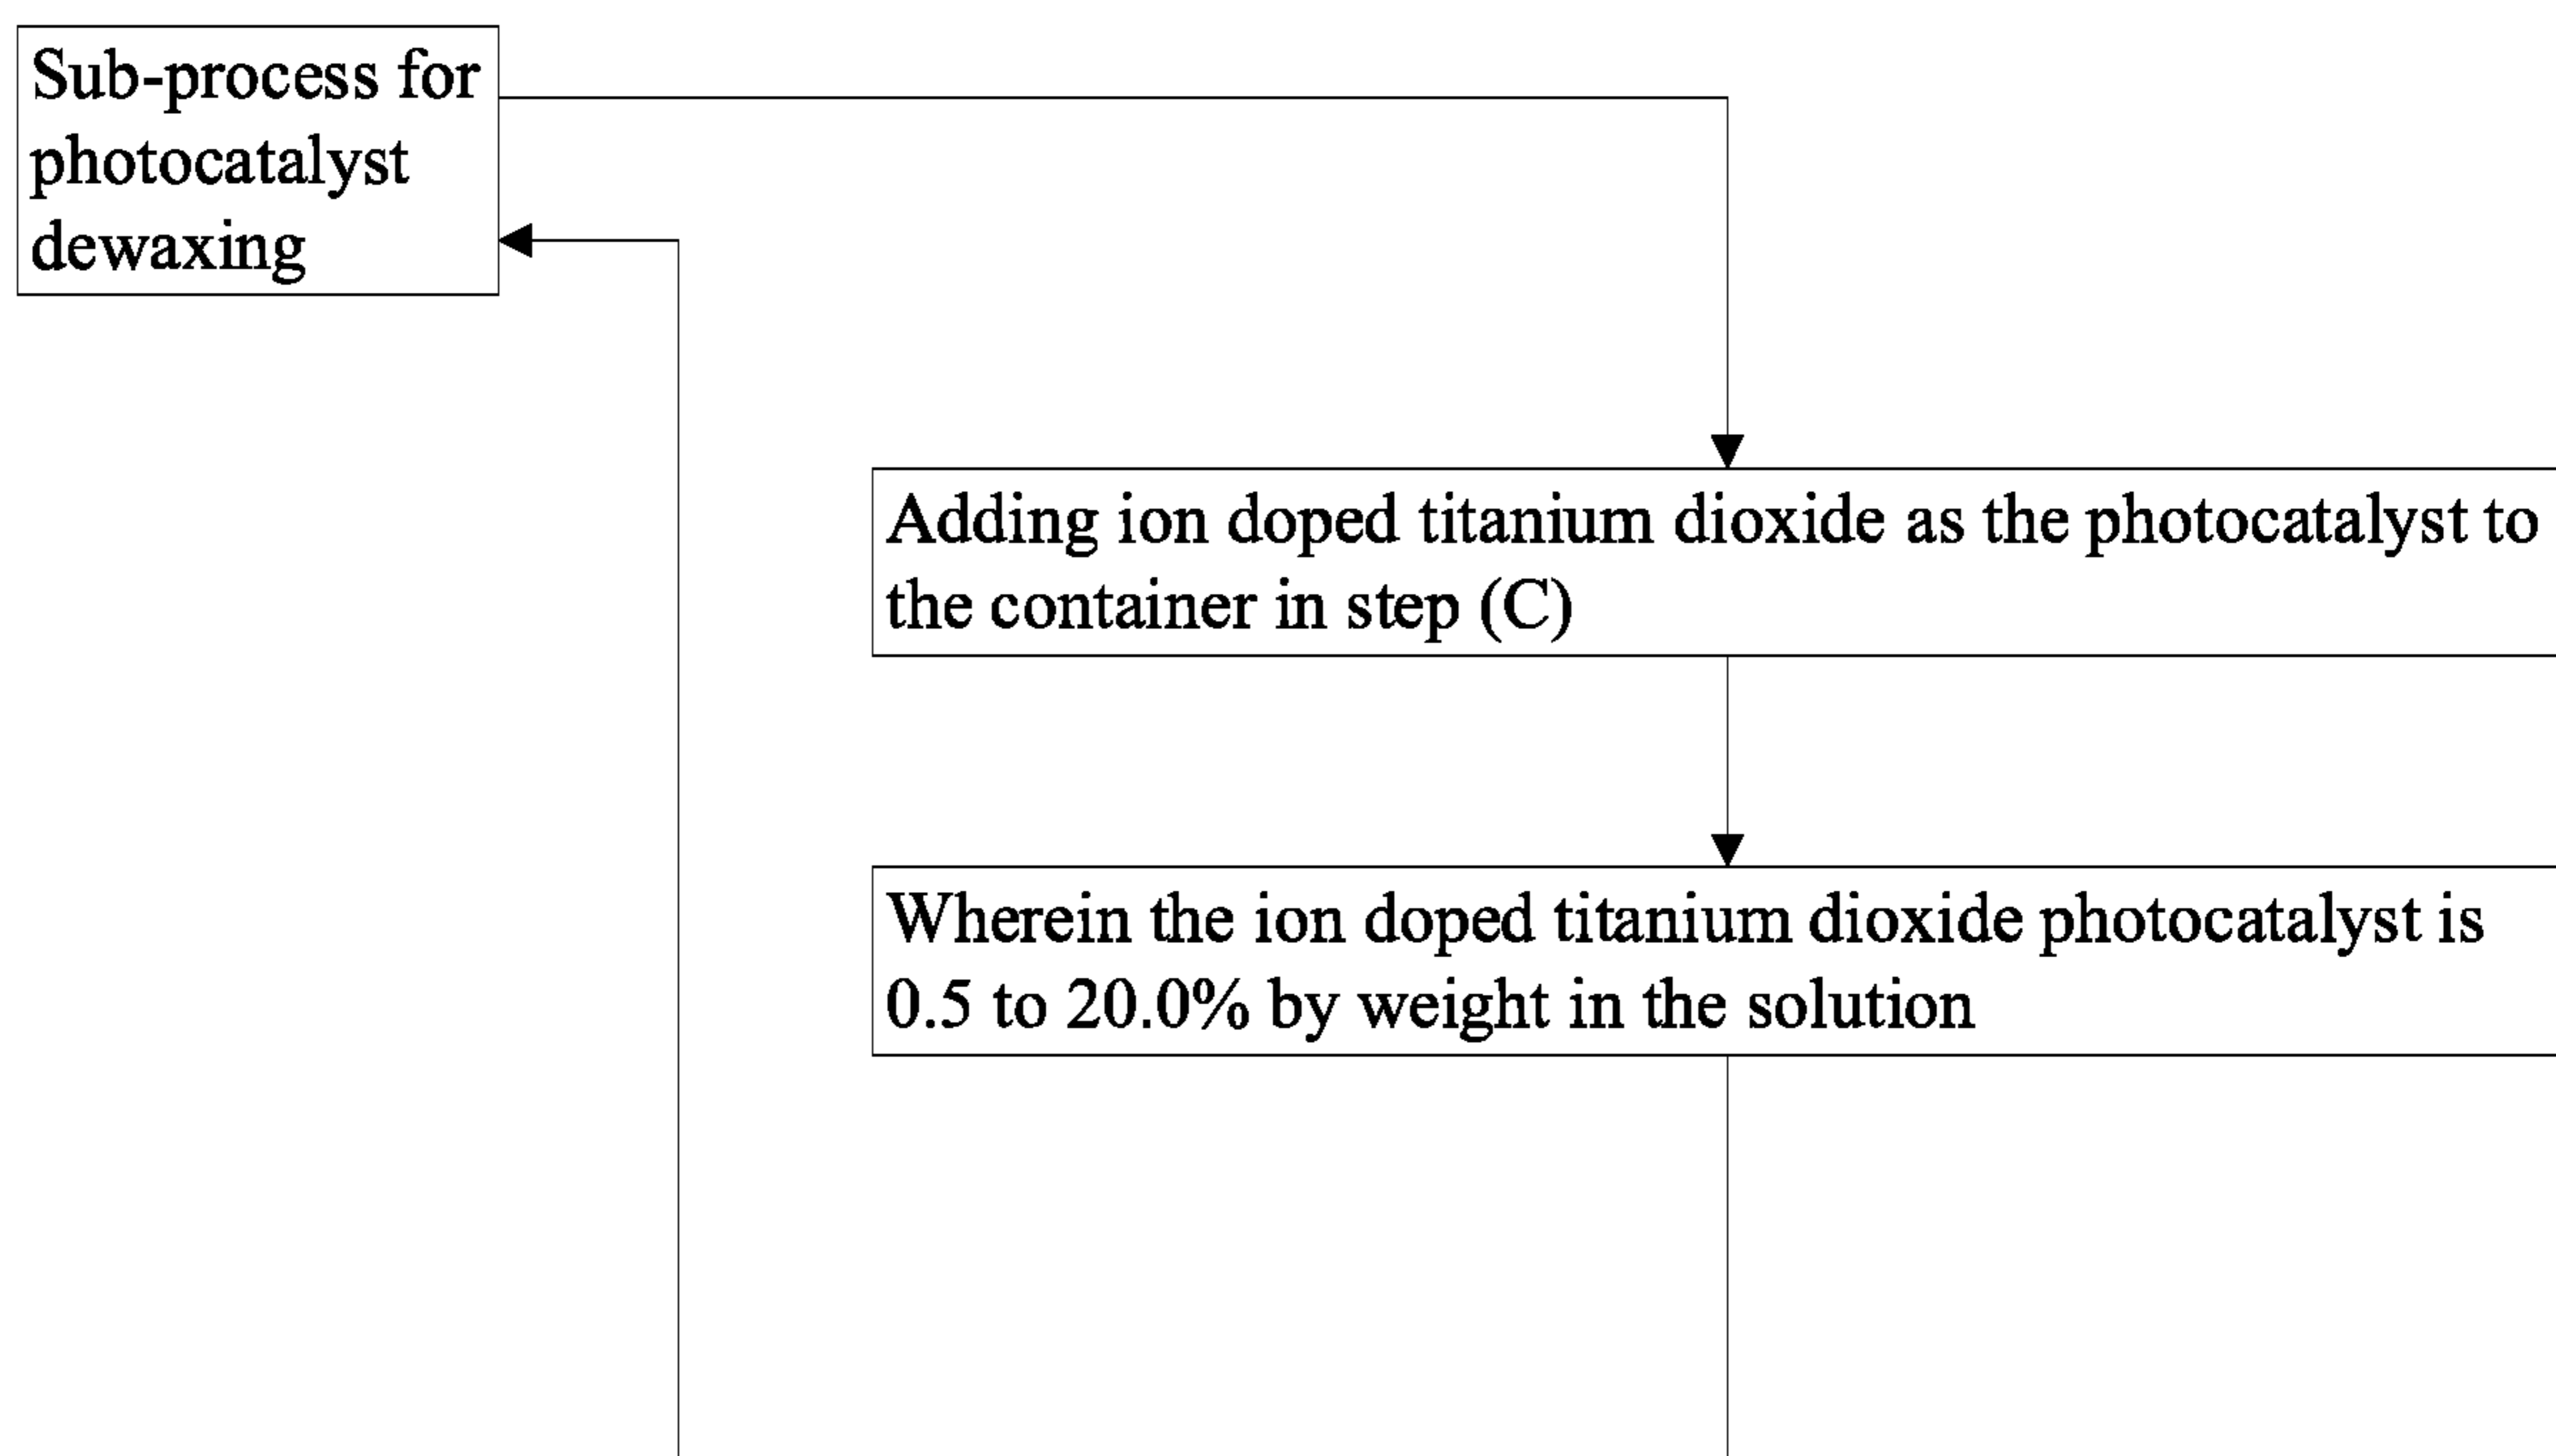 Sub-process for
photocatalyst
dewaxing
Adding ion doped titanium dioxide as the photocatalyst to
the container in step (C)
Wherein the ion doped titanium dioxide photocatalyst is
0.5 to 20.0% by weight in the solution